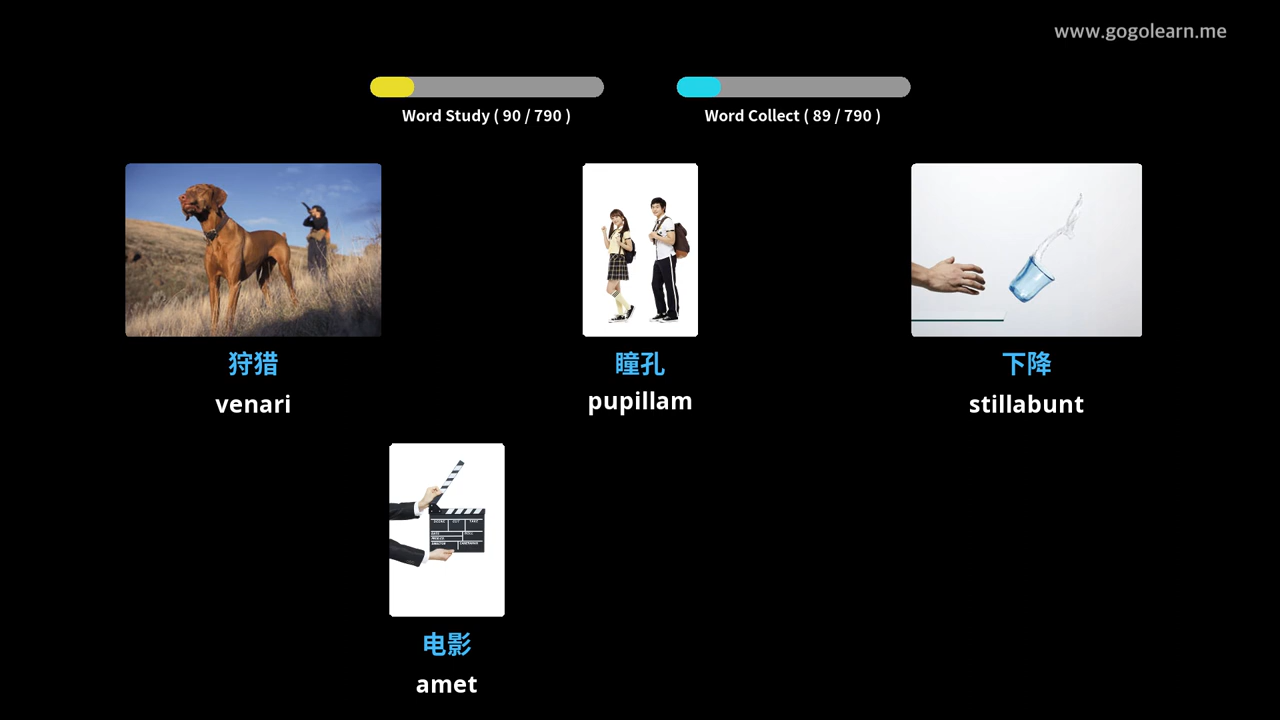 www.gogolearn.me
Word Study ( 90 / 790 )
Word Collect ( 89 / 790 )
狩猎
venari
瞳孔
pupillam
下降
stillabunt
电影
amet